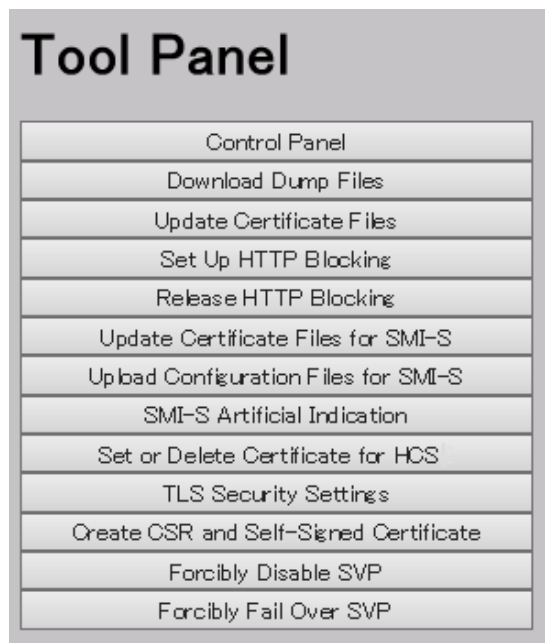 Tool Panel
Control Panel
Download Dump Files
Update Certificate Files
Set Up HTTP Blocking
Release HTTP Blocking
Update Certificate Files for SMI-S
Upload Configuration Files for SMI-S
SMI-S Artificial Indication
Set or Delete Certificate for HCS
TLS Security Settings
Create CSR and Self-Signed Certificate
Forcibly Disable SVP
Forcibly Fail Over SVP